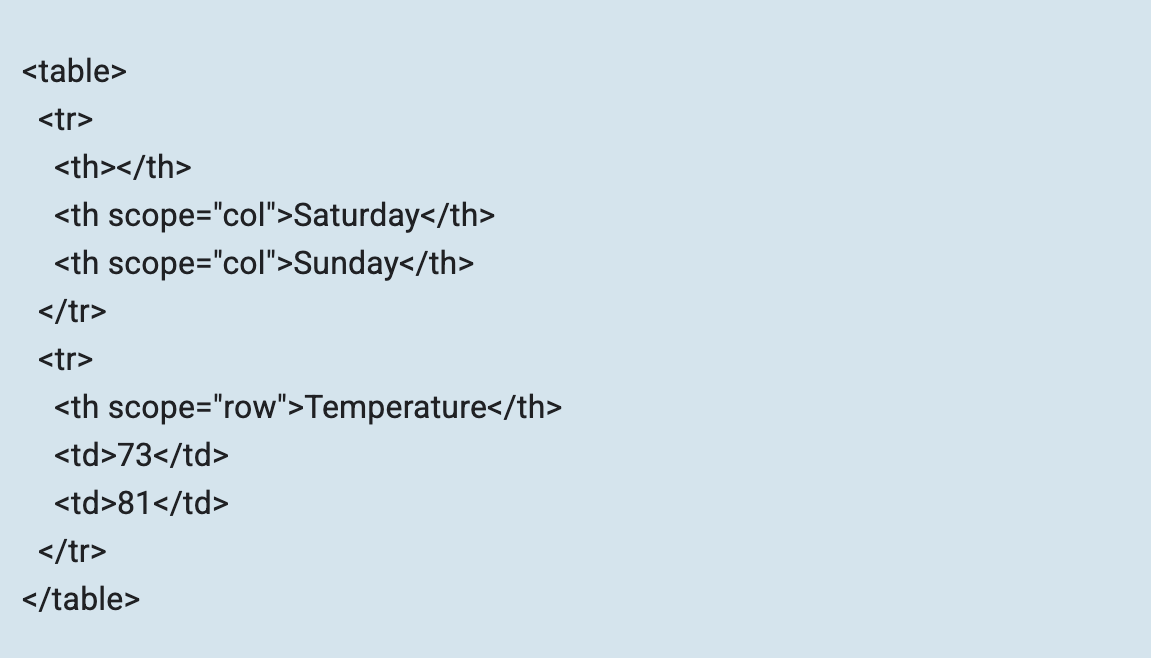 <table>
<tr>
<th></th>
<th scope="col">Saturday</th>
<th scope="col">Sunday</th>
</tr>
<tr>
<th scope="row">Temperature</th>
<td>73</td>
<td>81</td>
</tr>
</table>